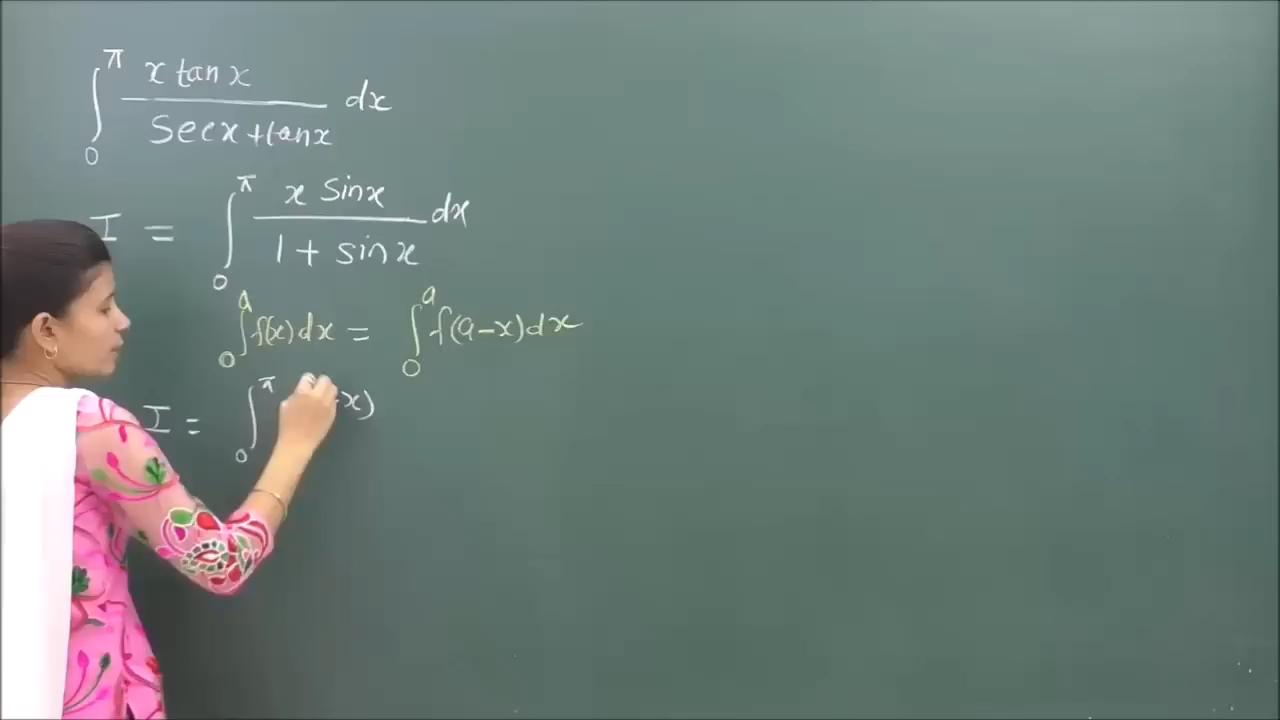 ∫₀^π x tan x / (Sec x + tan x) dx
I = ∫₀^π x Sin x / (1 + sin x) dx
∫₀^a f(x) dx = ∫₀^a f(a-x) dx
I = ∫₀^π -x)